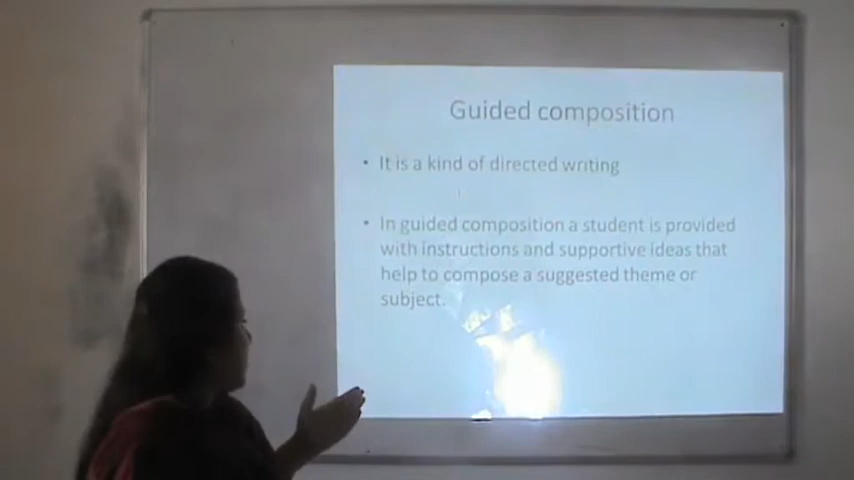 Guided composition
• It is a kind of directed writing
• In guided composition a student is provided
with instructions and supportive ideas that
help to compose a suggested theme or
subject.